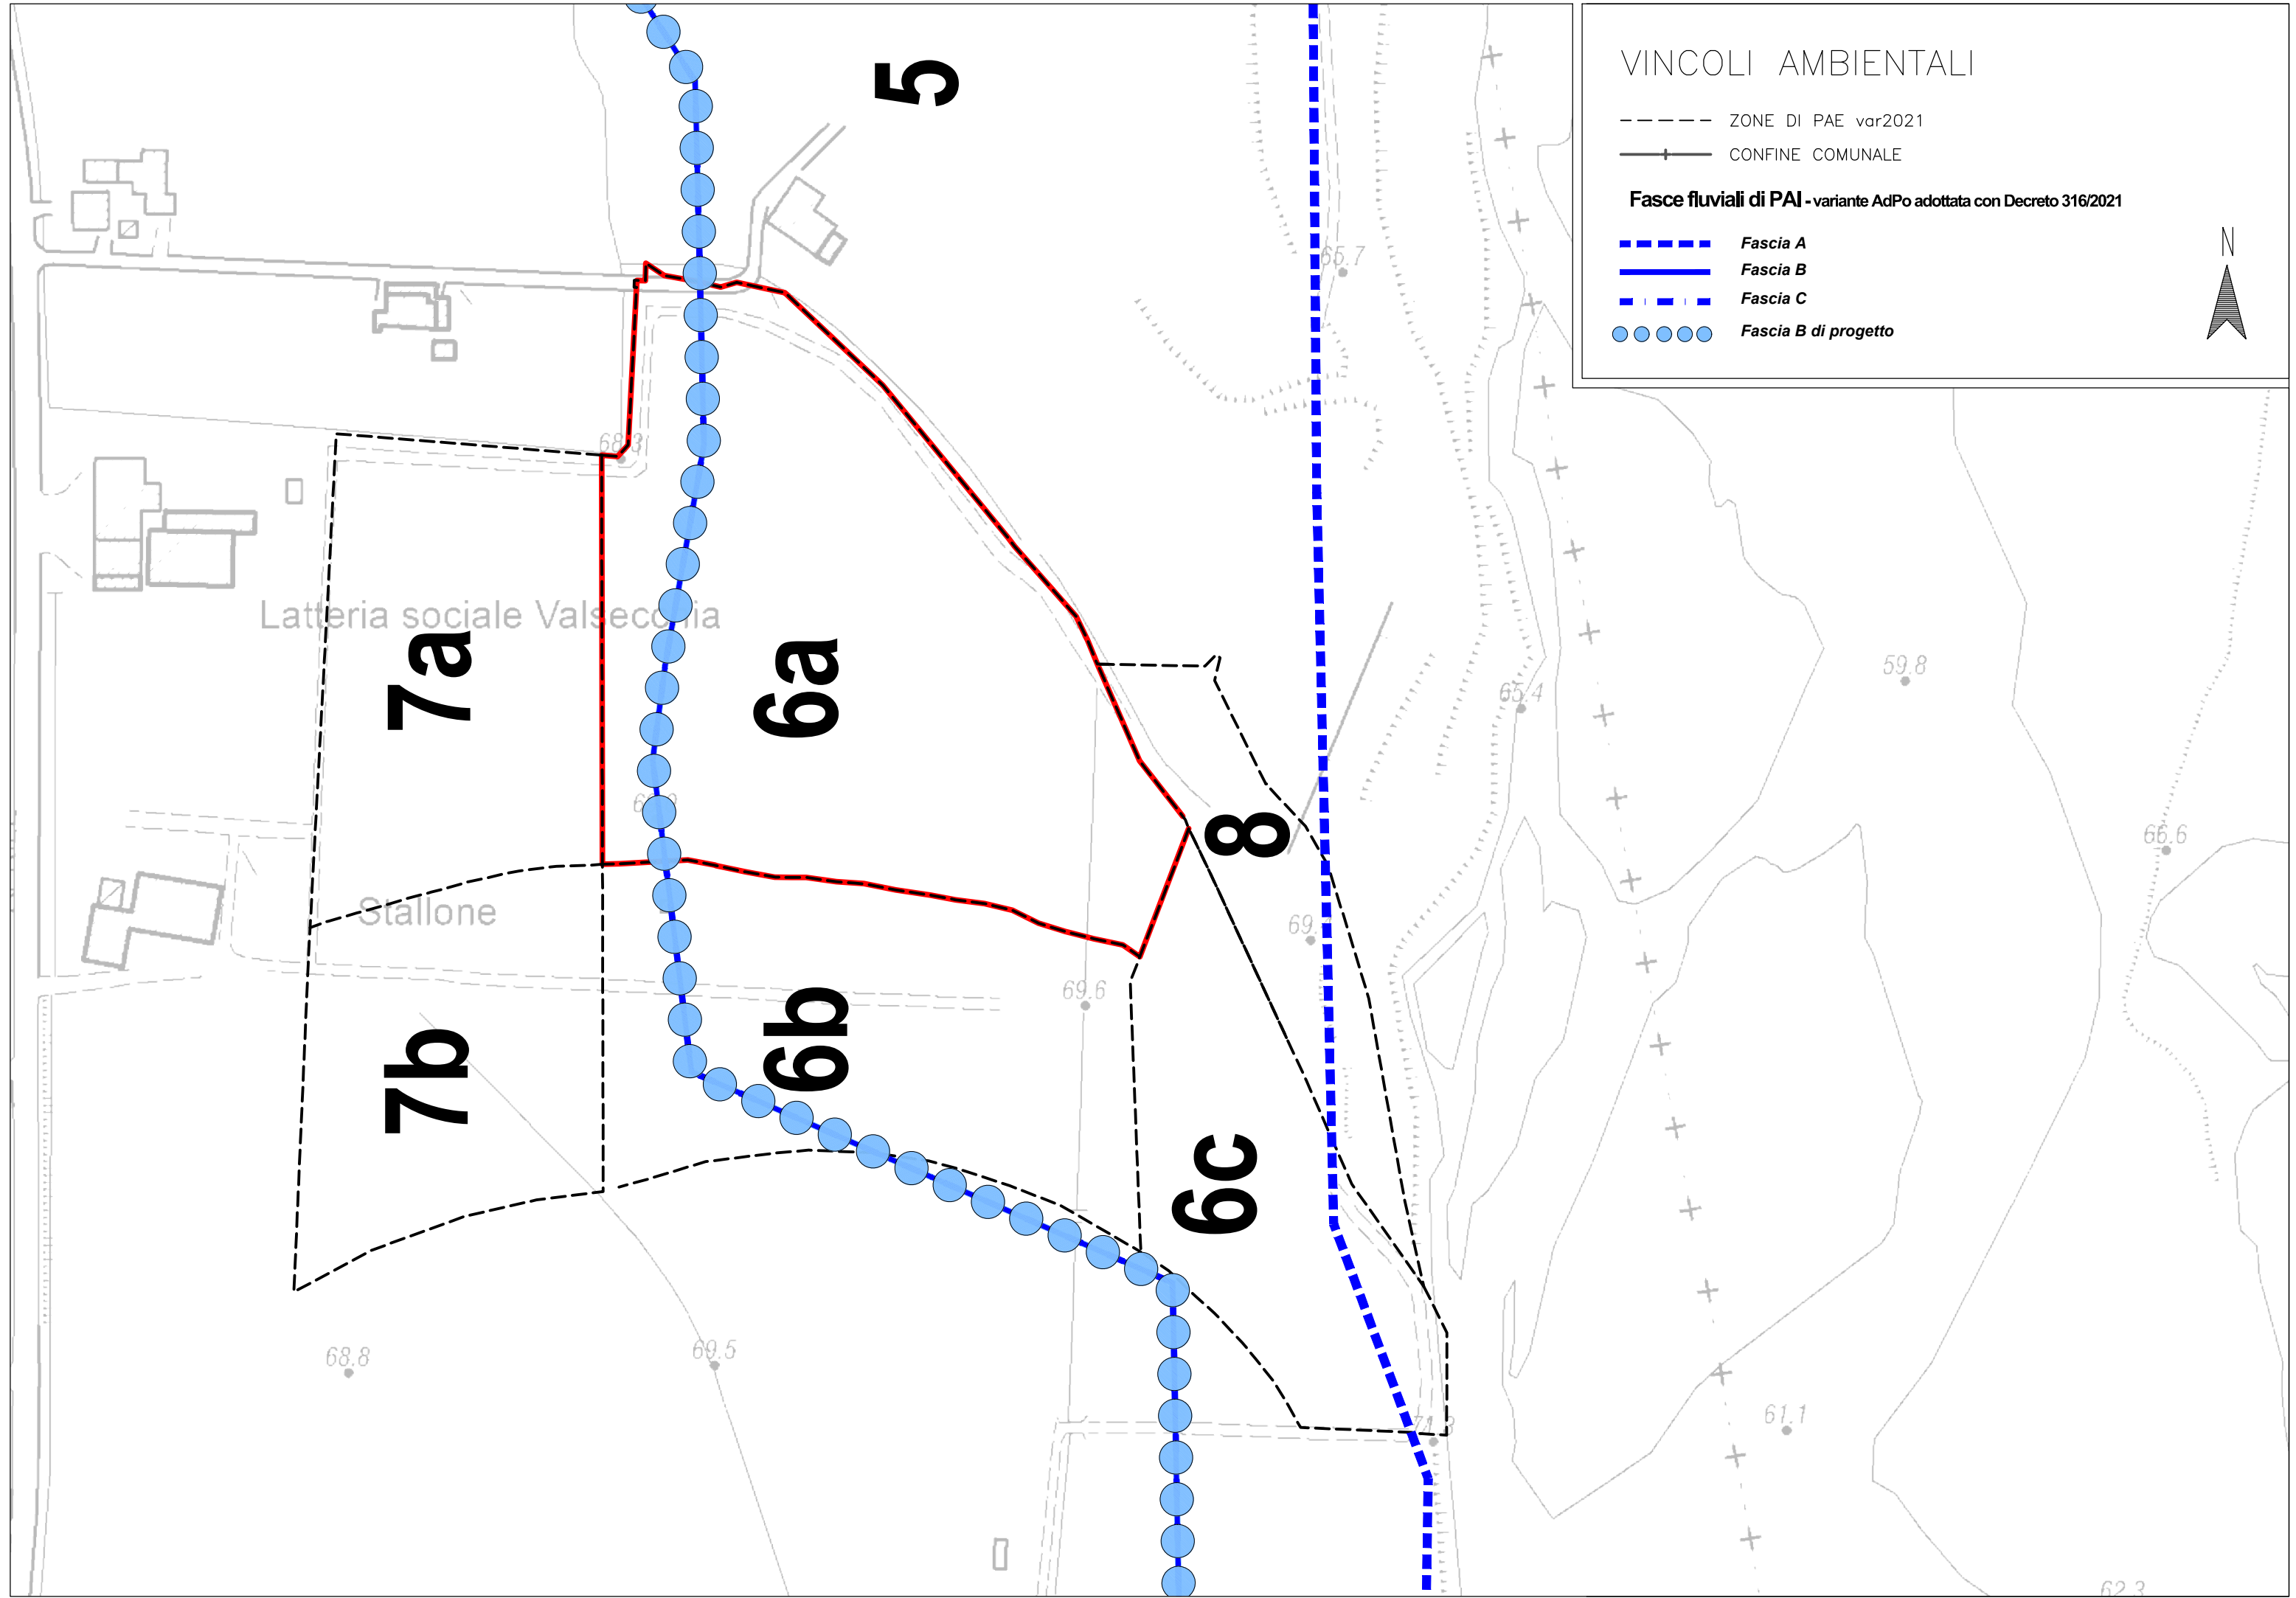 VINCOLI AMBIENTALI
ZONE DI PAE var2021
CONFINE COMUNALE
Fasce fluviali di PAI - variante AdPo adottata con Decreto 316/2021
Fascia A
Fascia B
Fascia C
Fascia B di progetto
N
5
65.7
68.3
Latteria sociale Valsecchia
7a
6a
65.4
59.8
8
66.6
Stallone
69.6
7b
6b
6c
68.8
69.5
71.3
61.1
62.3